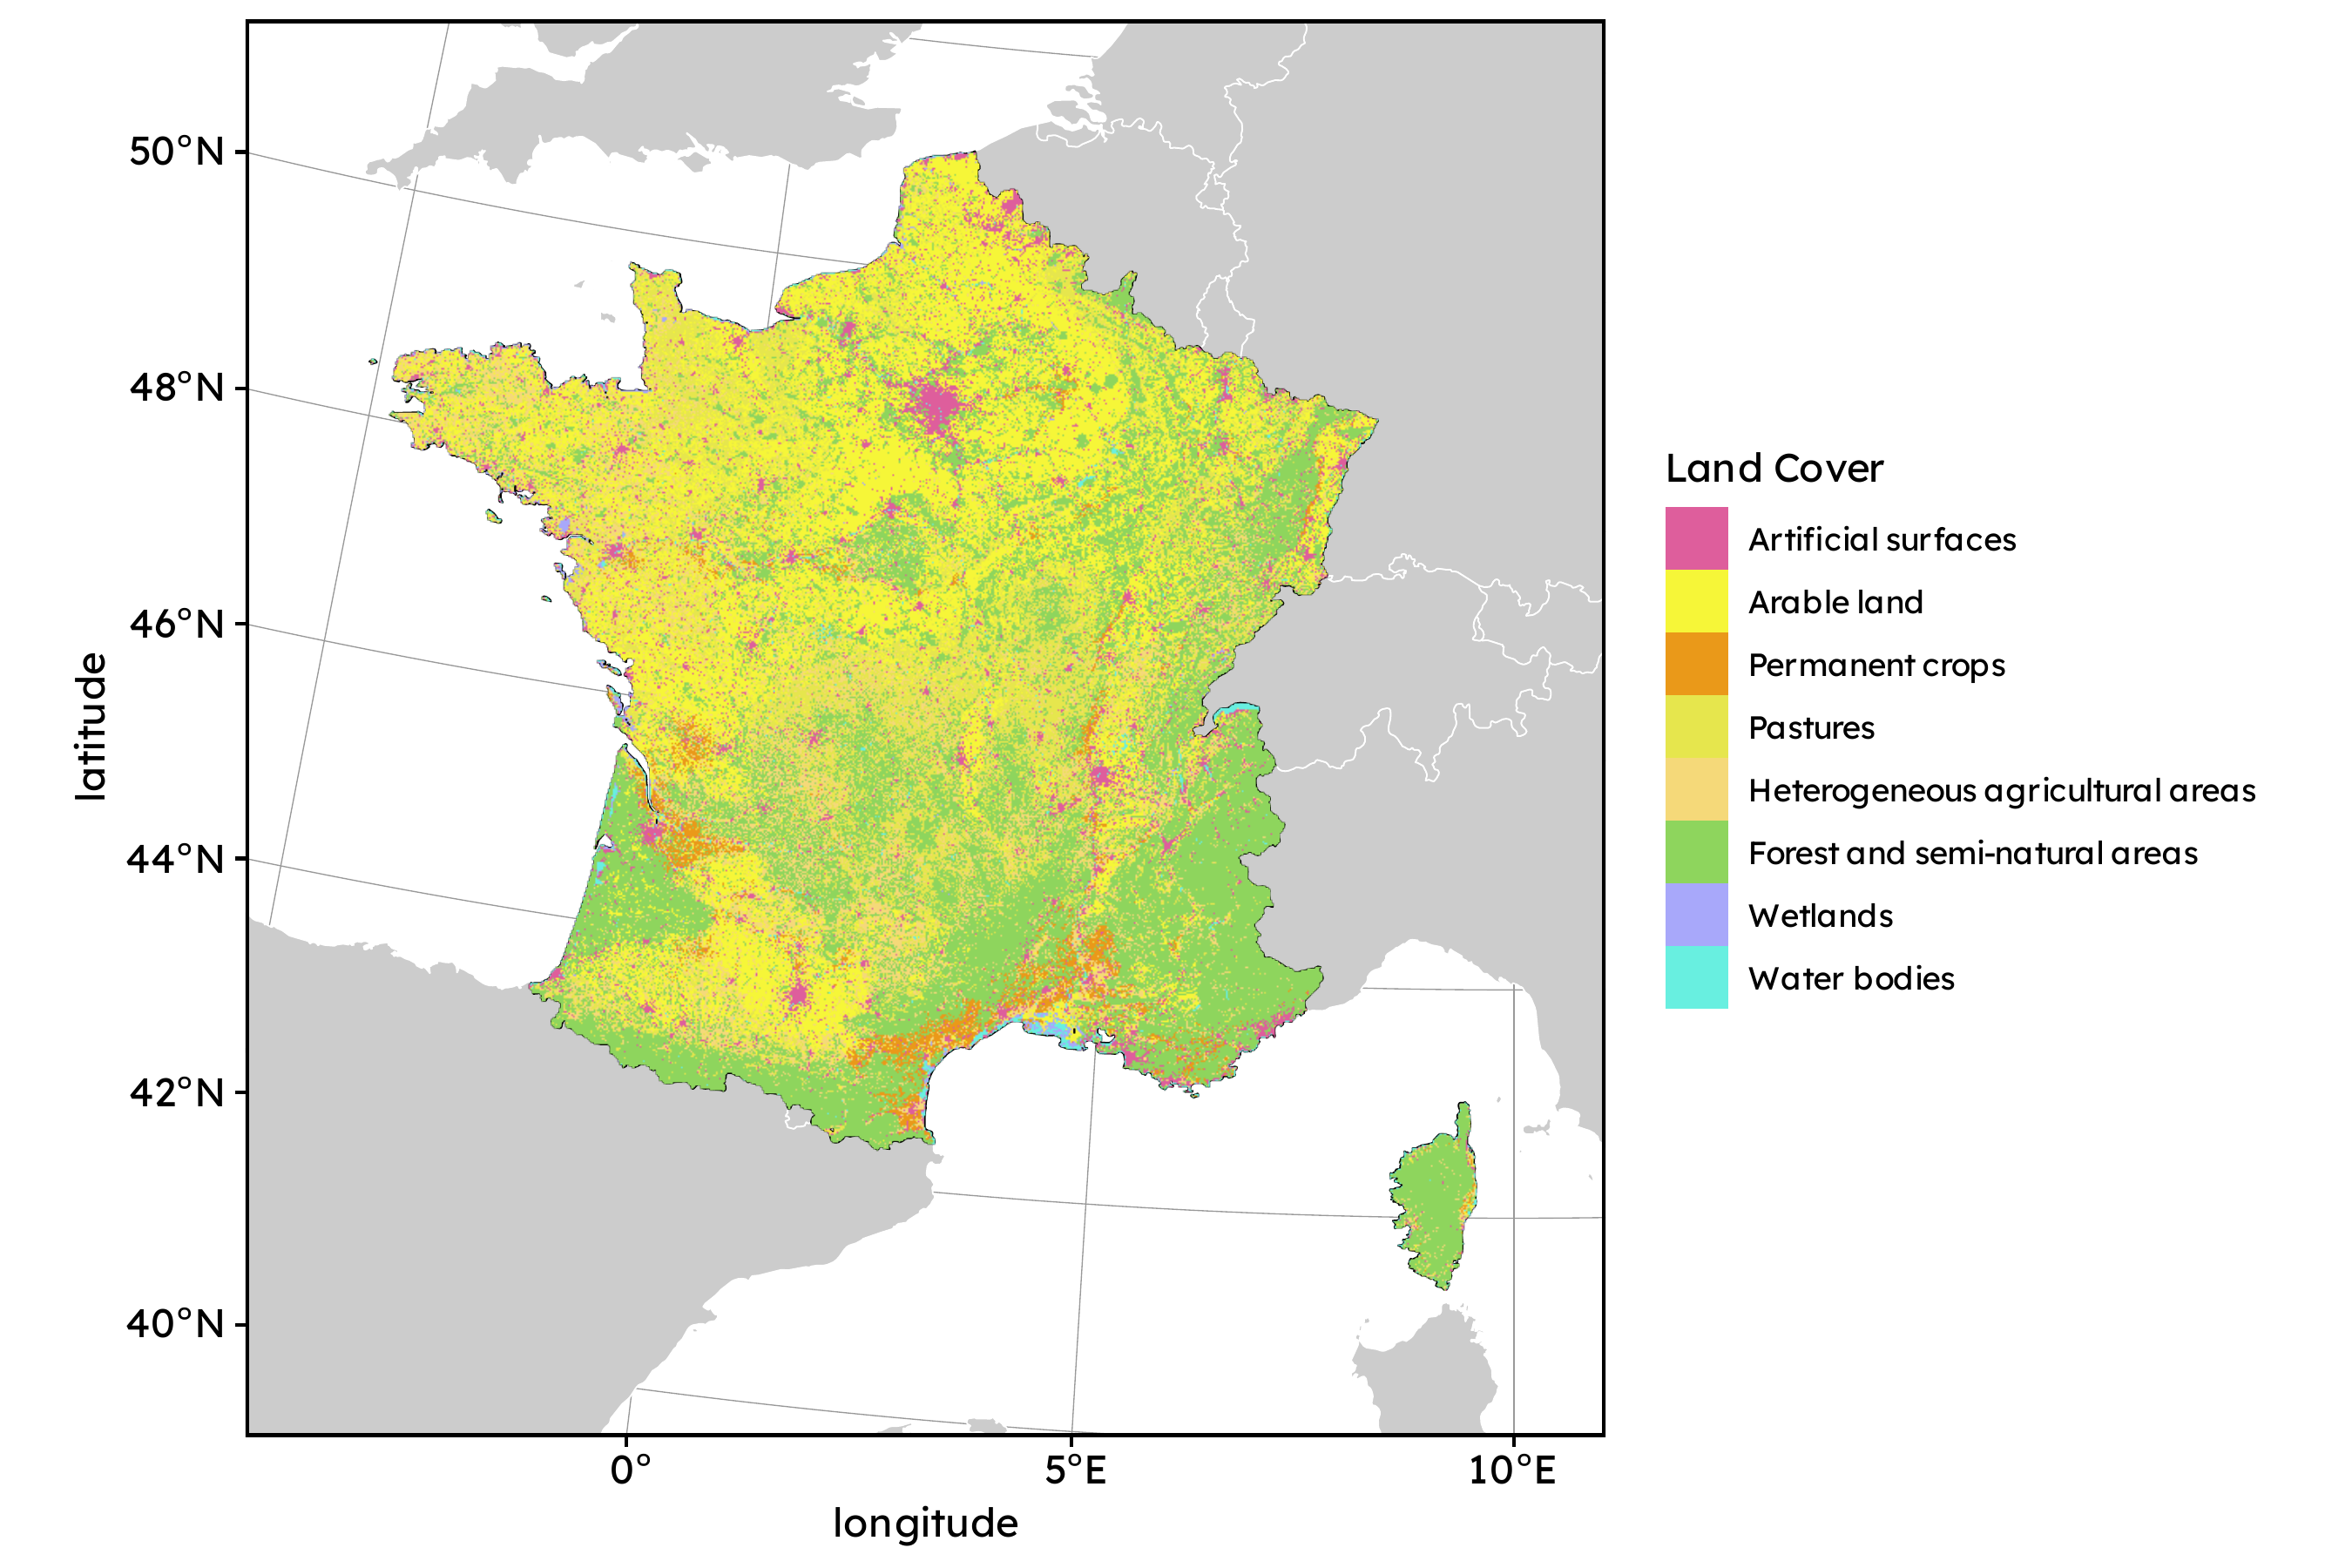 50°N
48°N
46°N
44°N
42°N
40°N
latitude
0°
5°E
10°E
longitude
Land Cover
Artificial surfaces
Arable land
Permanent crops
Pastures
Heterogeneous agricultural areas
Forest and semi-natural areas
Wetlands
Water bodies